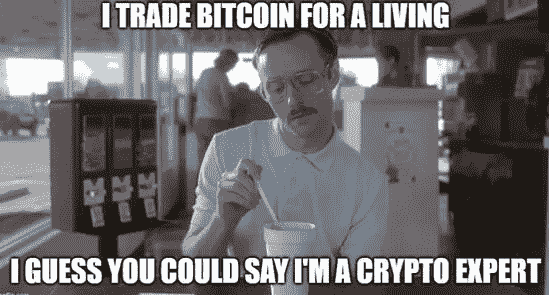 I TRADE BITCOIN FOR A LIVING
I GUESS YOU COULD SAY I'M A CRYPTO EXPERT